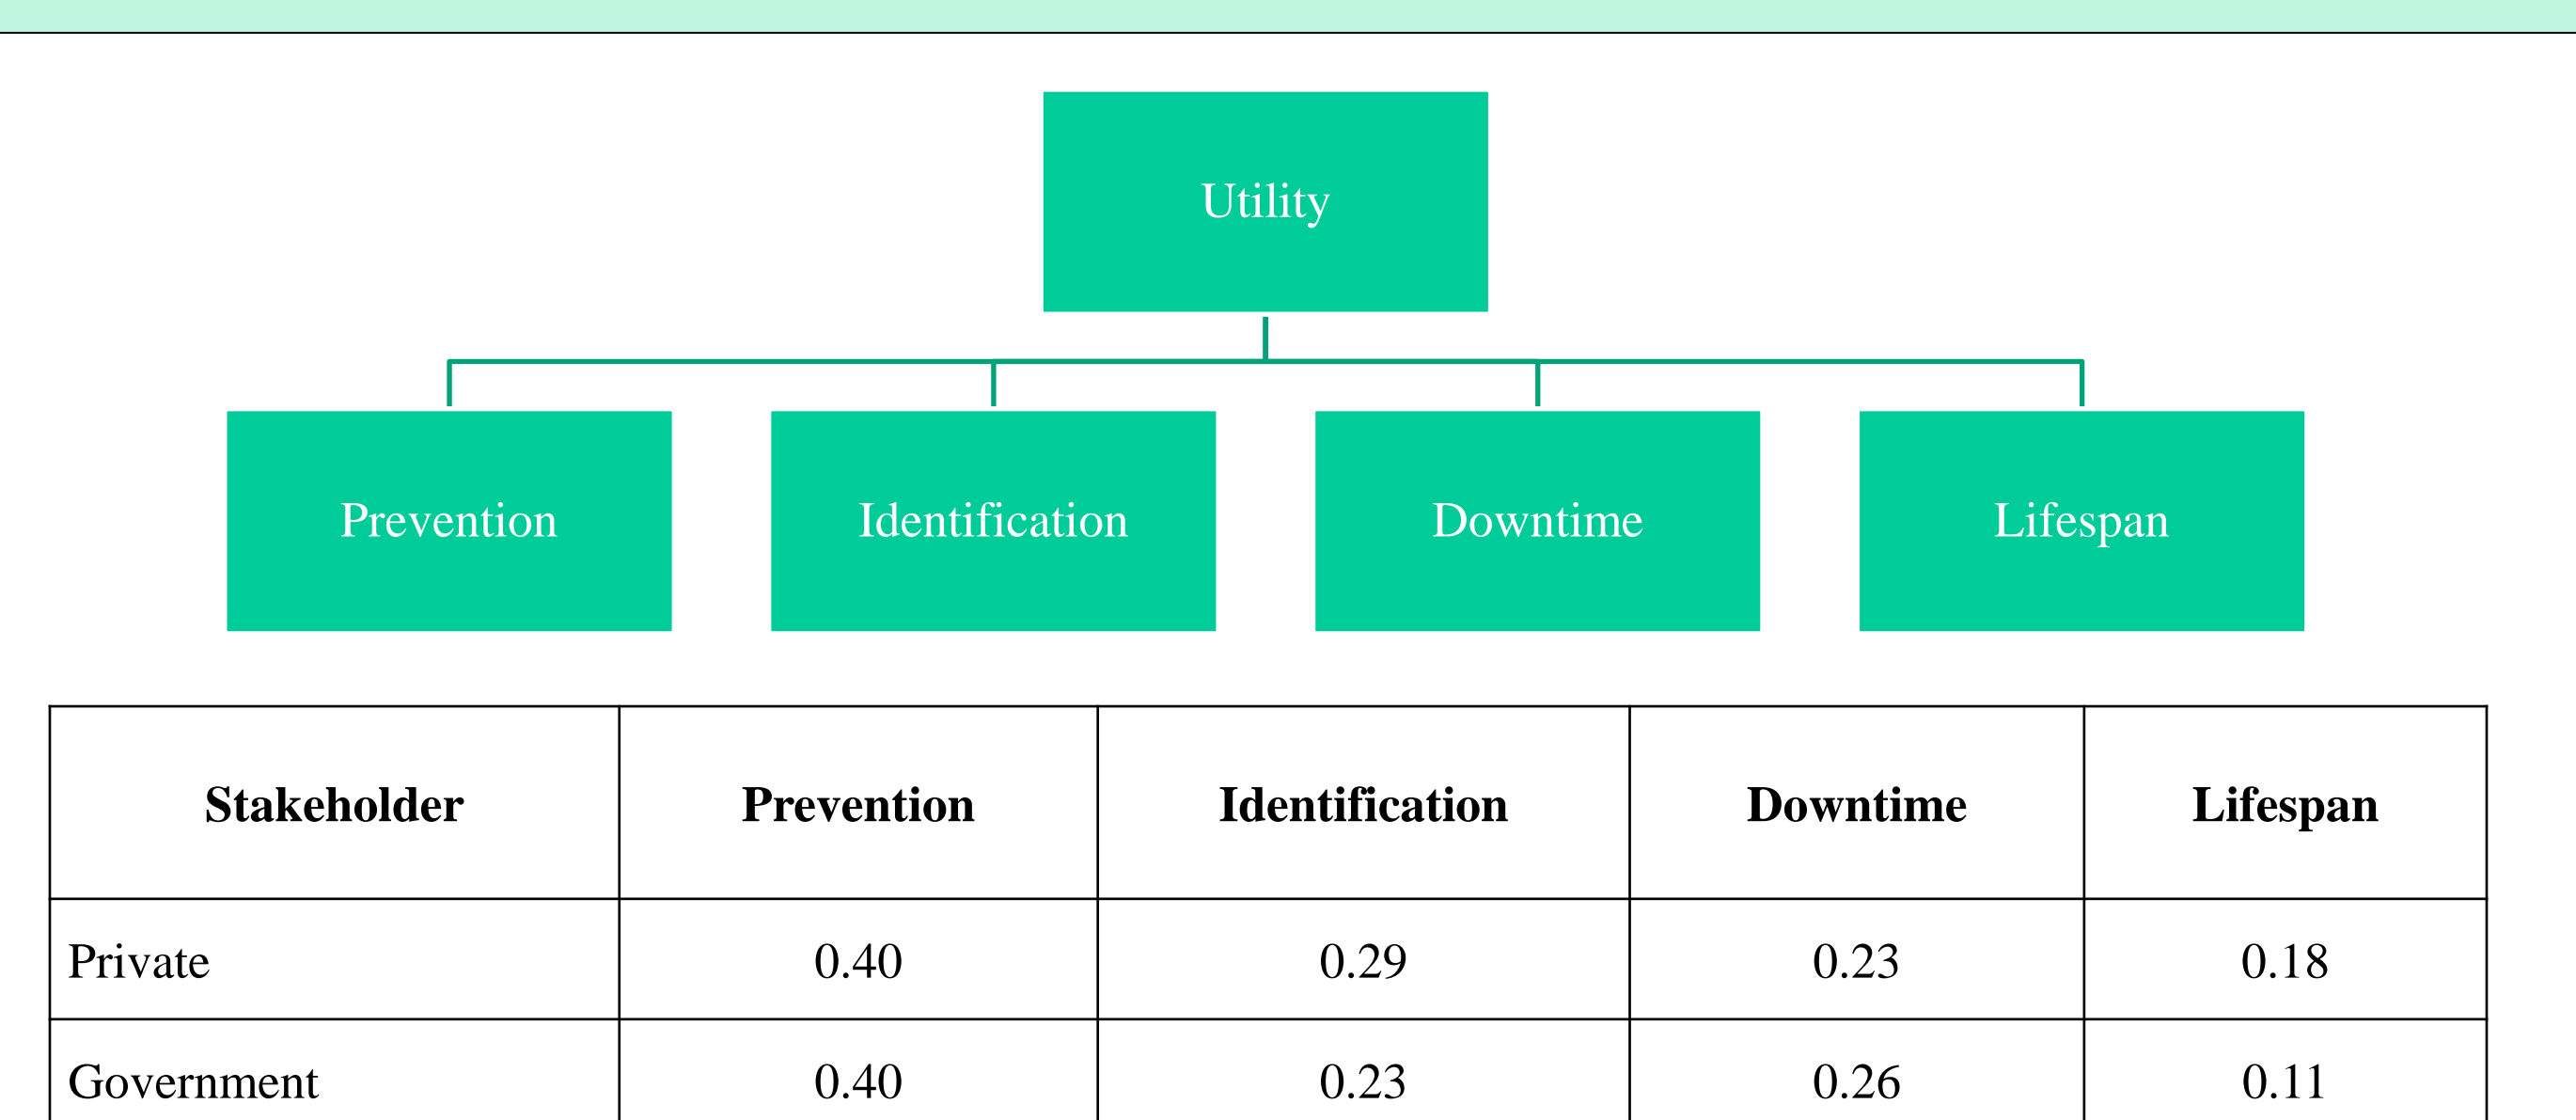 Utility
Prevention Identification Downtime Lifespan
Stakeholder Prevention Identification Downtime Lifespan
Private 0.40 0.29 0.23 0.18
Government 0.40 0.23 0.26 0.11